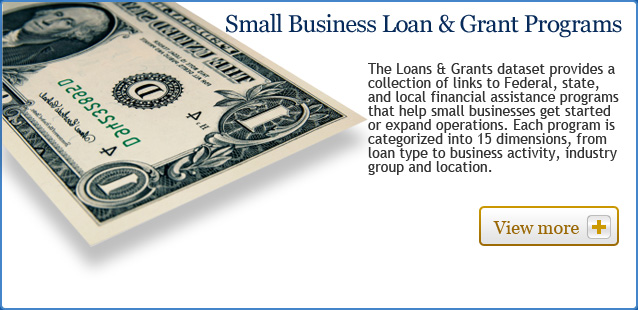 Small Business Loan & Grant Programs
The Loans & Grants dataset provides a
collection of links to Federal, state,
and local financial assistance programs
that help small businesses get started
or expand operations. Each program is
categorized into 15 dimensions, from
loan type to business activity, industry
group and location.
View more